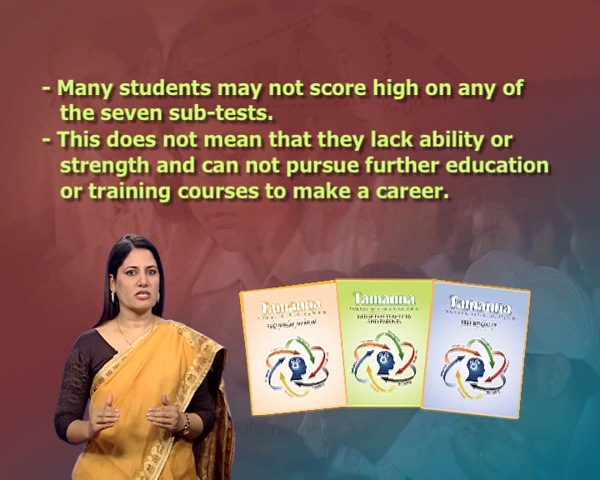 - Many students may not score high on any of
the seven sub-tests.
- This does not mean that they lack ability or
strength and can not pursue further education
or training courses to make a career.
Tamanna
Tamanna
Tamanna